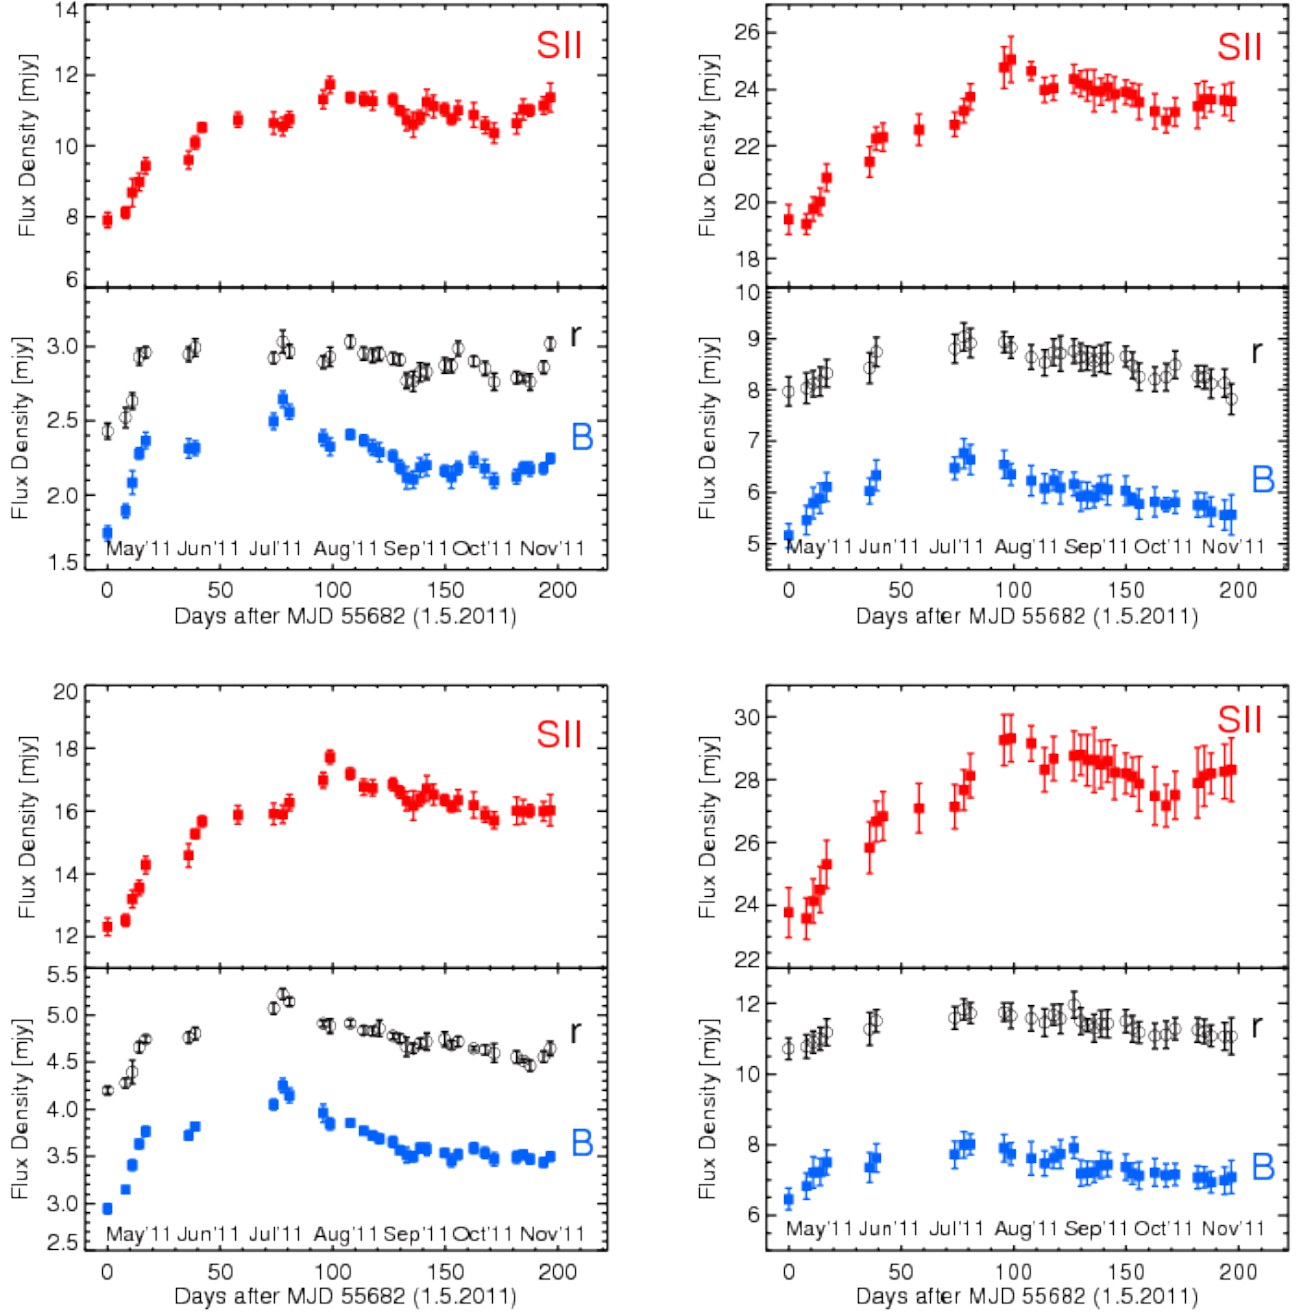 14
12
10
8
6
Flux Density [mjy]
SII
3.0
2.5
2.0
1.5
Flux Density [mjy]
r
B
May'11 Jun'11 Jul'11 Aug'11 Sep'11 Oct'11 Nov'11
0 50 100 150 200
Days after MJD 55682 (1.5.2011)
26
24
22
20
18
Flux Density [mjy]
SII
10
9
8
7
6
5
Flux Density [mjy]
r
B
May'11 Jun'11 Jul'11 Aug'11 Sep'11 Oct'11 Nov'11
0 50 100 150 200
Days after MJD 55682 (1.5.2011)
20
18
16
14
12
Flux Density [mjy]
SII
5.5
5.0
4.5
4.0
3.5
3.0
2.5
Flux Density [mjy]
r
B
May'11 Jun'11 Jul'11 Aug'11 Sep'11 Oct'11 Nov'11
0 50 100 150 200
Days after MJD 55682 (1.5.2011)
30
28
26
24
22
Flux Density [mjy]
SII
12
10
8
6
Flux Density [mjy]
r
B
May'11 Jun'11 Jul'11 Aug'11 Sep'11 Oct'11 Nov'11
0 50 100 150 200
Days after MJD 55682 (1.5.2011)